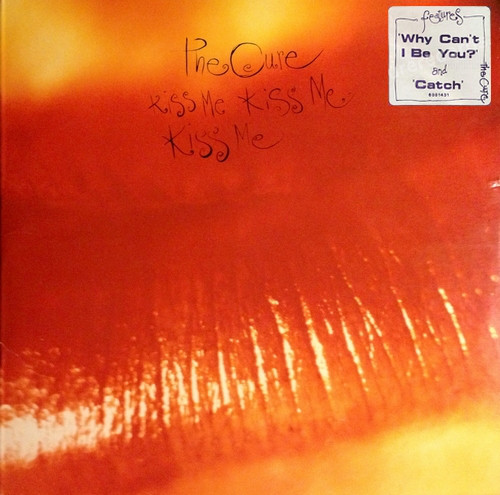 The Cure
Kiss Me Kiss Me
Kiss Me
features
'Why Can't
I Be You?'
and
'Catch'
The Cure